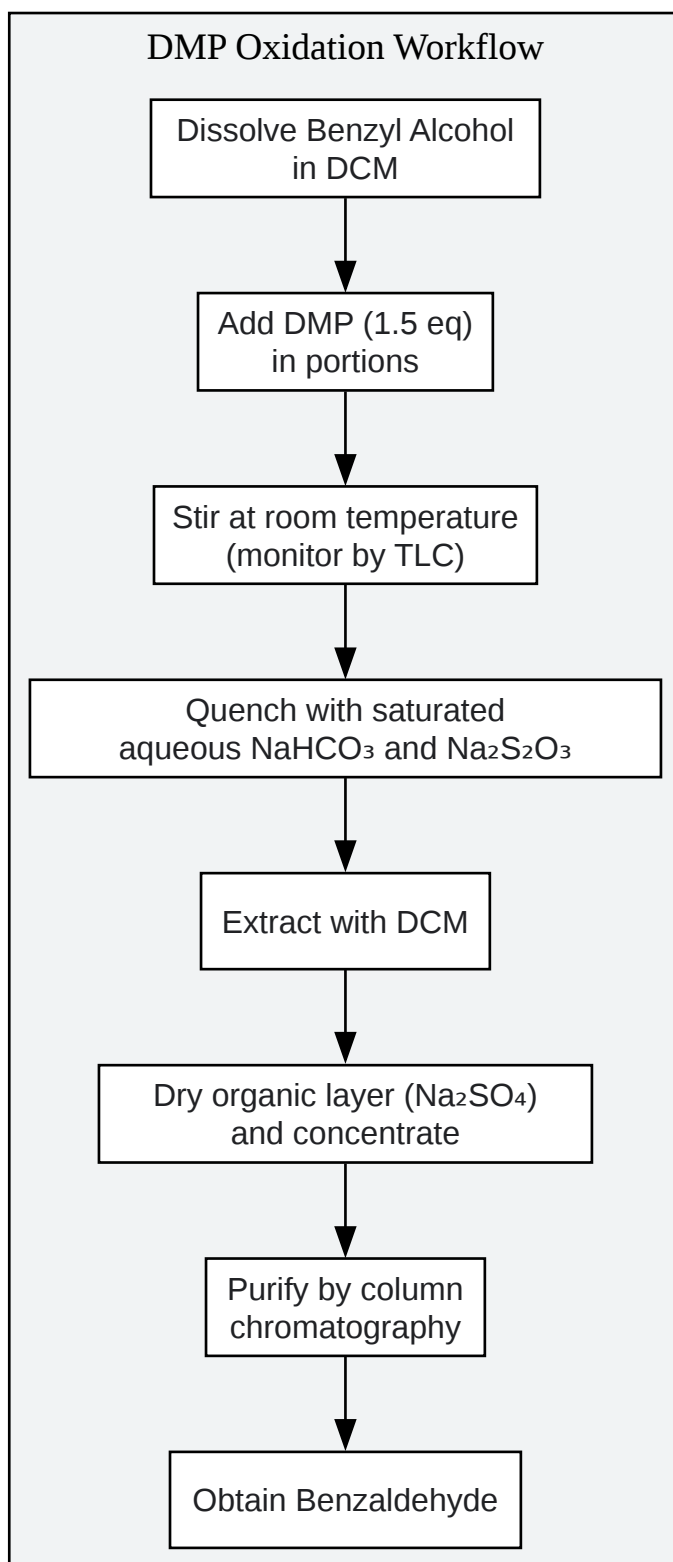 DMP Oxidation Workflow
Dissolve Benzyl Alcohol
in DCM
Add DMP (1.5 eq)
in portions
Stir at room temperature
(monitor by TLC)
Quench with saturated
aqueous NaHCO₃ and Na₂S₂O₃
Extract with DCM
Dry organic layer (Na₂SO₄)
and concentrate
Purify by column
chromatography
Obtain Benzaldehyde